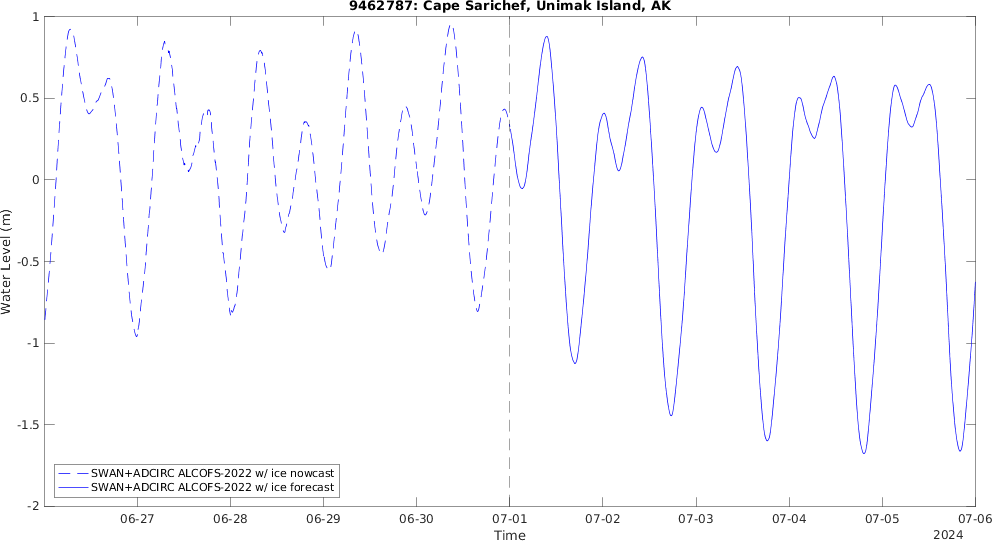 9462787: Cape Sarichef, Unimak Island, AK
1
0.5
0
-0.5
-1
-1.5
-2
Water Level (m)
SWAN+ADCIRC ALCOFS-2022 w/ ice nowcast
SWAN+ADCIRC ALCOFS-2022 w/ ice forecast
06-27 06-28 06-29 06-30 07-01 07-02 07-03 07-04 07-05 07-06
Time
2024